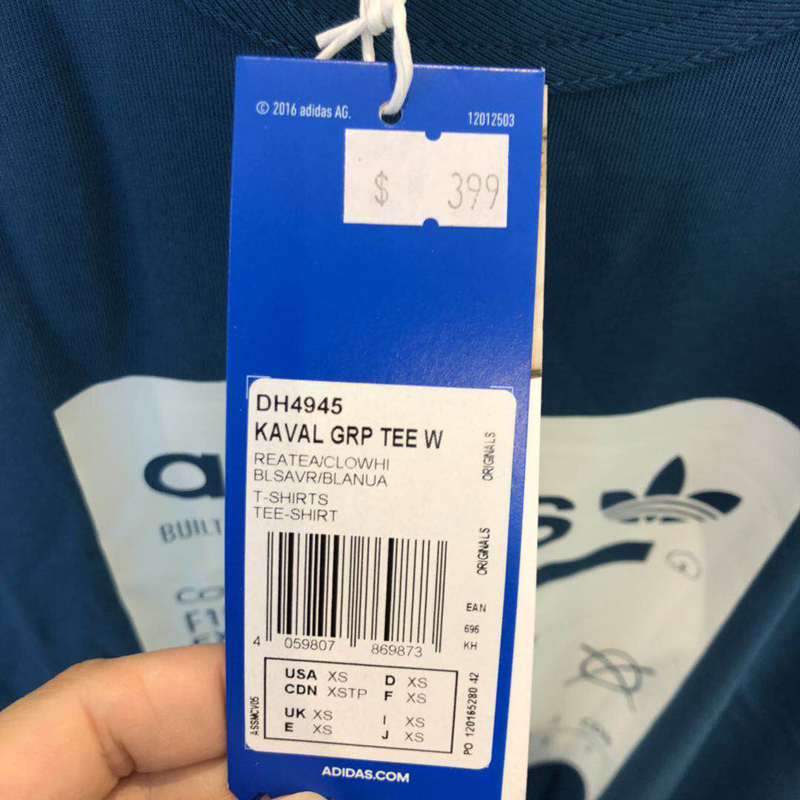 © 2016 adidas AG.
12012503
$ 399
DH4945
KAVAL GRP TEE W
REATEA/CLOWHI
BLSAVR/BLANUA
T-SHIRTS
TEE-SHIRT
ORIGINALS
ORIGINALS
EAN
696
KH
4 059807 869873
USA XS D XS
CDN XSTP F XS
UK XS I XS
E XS J XS
ASSMCV05
PO 120165280 42
ADIDAS.COM
BUILT